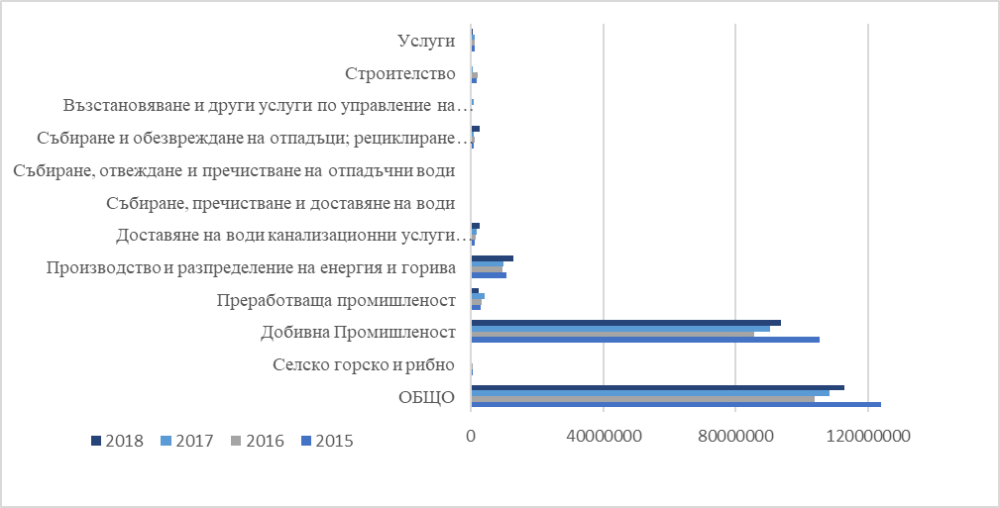 Услуги
Строителство
Възстановяване и други услуги по управление на…
Събиране и обезвреждане на отпадъци; рециклиране…
Събиране, отвеждане и пречистване на отпадъчни води
Събиране, пречистване и доставяне на води
Доставяне на води канализационни услуги…
Производство и разпределение на енергия и горива
Преработваща промишленост
Добивна Промишленост
Селско горско и рибно
ОБЩО
0 40000000 80000000 120000000
2018 2017 2016 2015